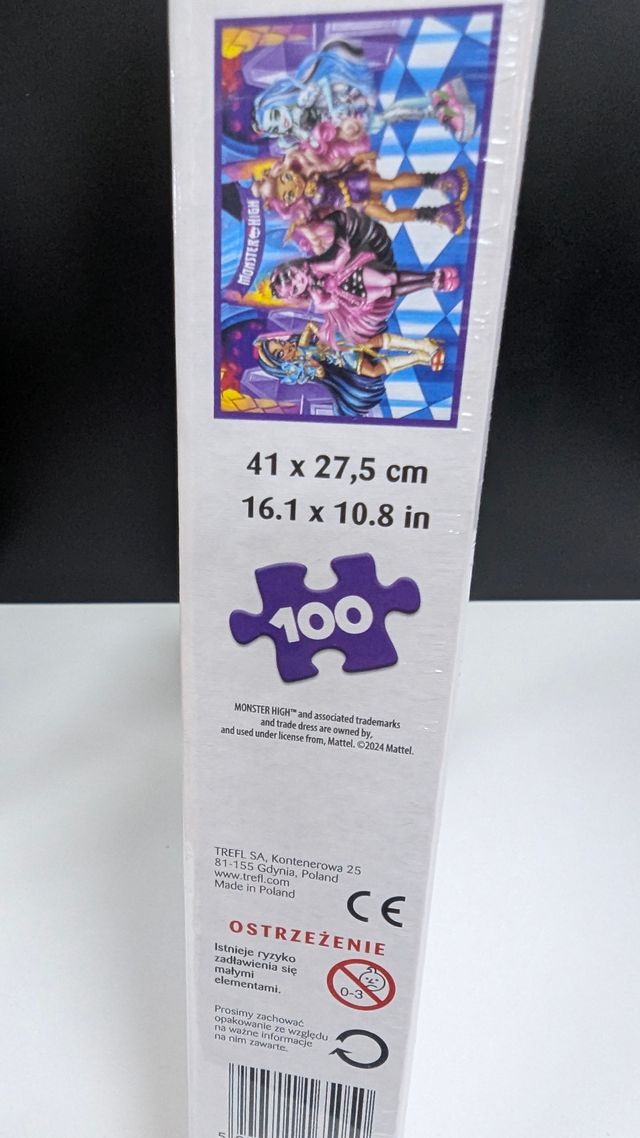 MONSTER HIGH
41 x 27,5 cm
16.1 x 10.8 in
100
MONSTER HIGH™ and associated trademarks
and trade dress are owned by,
and used under license from, Mattel. ©2024 Mattel.
TREFL SA, Kontenerowa 25
81-155 Gdynia, Poland
www.trefl.com
Made in Poland
CE
OSTRZEŻENIE
Istnieje ryzyko
zadławienia się
małymi
elementami.
0-3
Prosimy zachować
opakowanie ze względu
na ważne informacje
na nim zawarte.